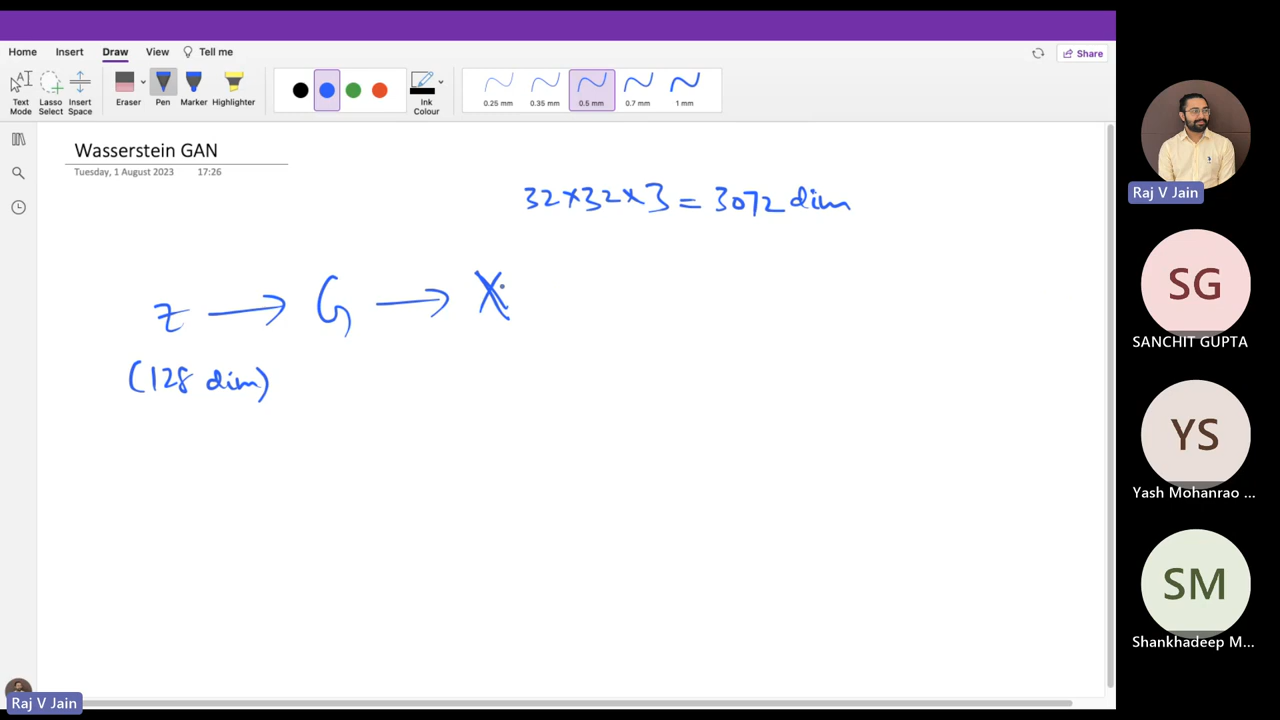 Home Insert Draw View Tell me
Share
Text Mode
Lasso Select
Insert Space
Eraser
Pen
Marker
Highlighter
Ink Colour
0.25 mm
0.35 mm
0.5 mm
0.7 mm
1 mm
Wasserstein GAN
Tuesday, 1 August 2023 17:26
32×32×3 = 3072 dim
z → G → X
(128 dim)
Raj V Jain
SG
SANCHIT GUPTA
YS
Yash Mohanrao ...
SM
Shankhadeep M...
Raj V Jain